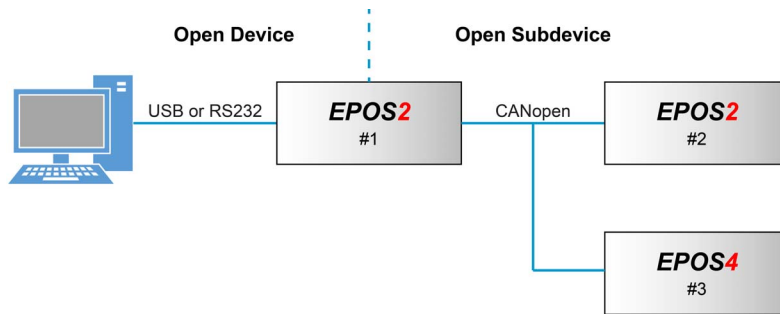 Open Device
Open Subdevice
USB or RS232
EPOS2
#1
CANopen
EPOS2
#2
EPOS4
#3